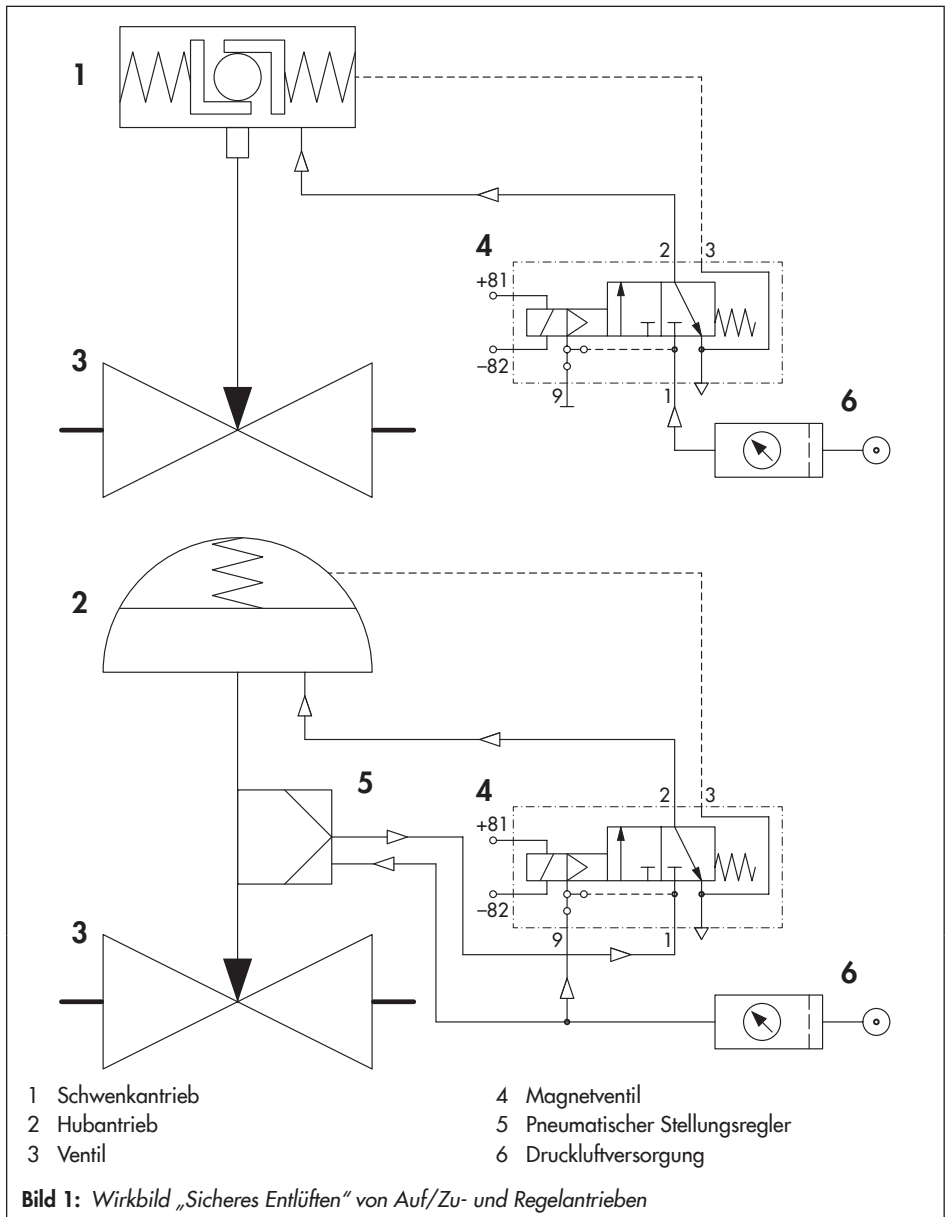 1
4
2 3
+81
−82
9
1
3
6
2
5
4
2 3
+81
−82
9
1
3
6
1 Schwenkantrieb
2 Hubantrieb
3 Ventil
4 Magnetventil
5 Pneumatischer Stellungsregler
6 Druckluftversorgung
Bild 1: Wirkbild „Sicheres Entlüften“ von Auf/Zu- und Regelantrieben